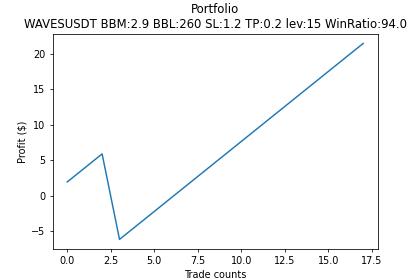 Portfolio
WAVESUSDT BBM:2.9 BBL:260 SL:1.2 TP:0.2 lev:15 WinRatio:94.0
20
15
10
5
0
−5
Profit ($)
0.0 2.5 5.0 7.5 10.0 12.5 15.0 17.5
Trade counts